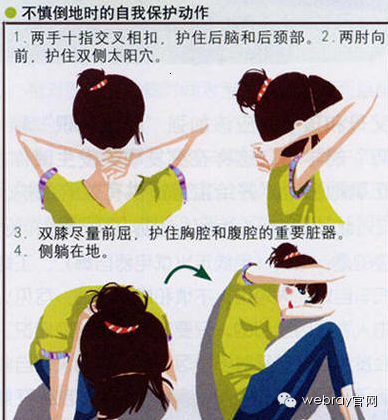 不慎倒地时的自我保护动作
1.两手十指交叉相扣，护住后脑和后颈部。2.两肘向
前，护住双侧太阳穴。
3．双膝尽量前屈，护住胸腔和腹腔的重要脏器。
4．侧躺在地。
webray官网